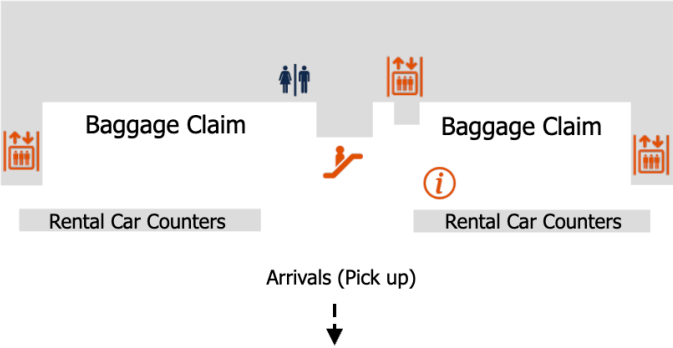 Baggage Claim
Baggage Claim
i
Rental Car Counters
Rental Car Counters
Arrivals (Pick up)